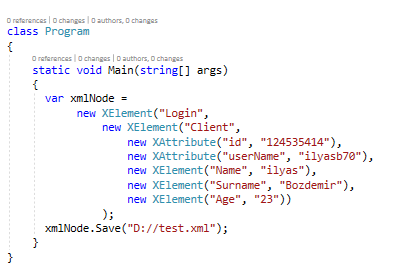 0 references | 0 changes | 0 authors, 0 changes
class Program
{
0 references | 0 changes | 0 authors, 0 changes
static void Main(string[] args)
{
var xmlNode =
new XElement("Login",
new XElement("Client",
new XAttribute("id", "124535414"),
new XAttribute("userName", "ilyasb70"),
new XElement("Name", "ilyas"),
new XElement("Surname", "Bozdemir"),
new XElement("Age", "23"))
);
xmlNode.Save("D://test.xml");
}
}